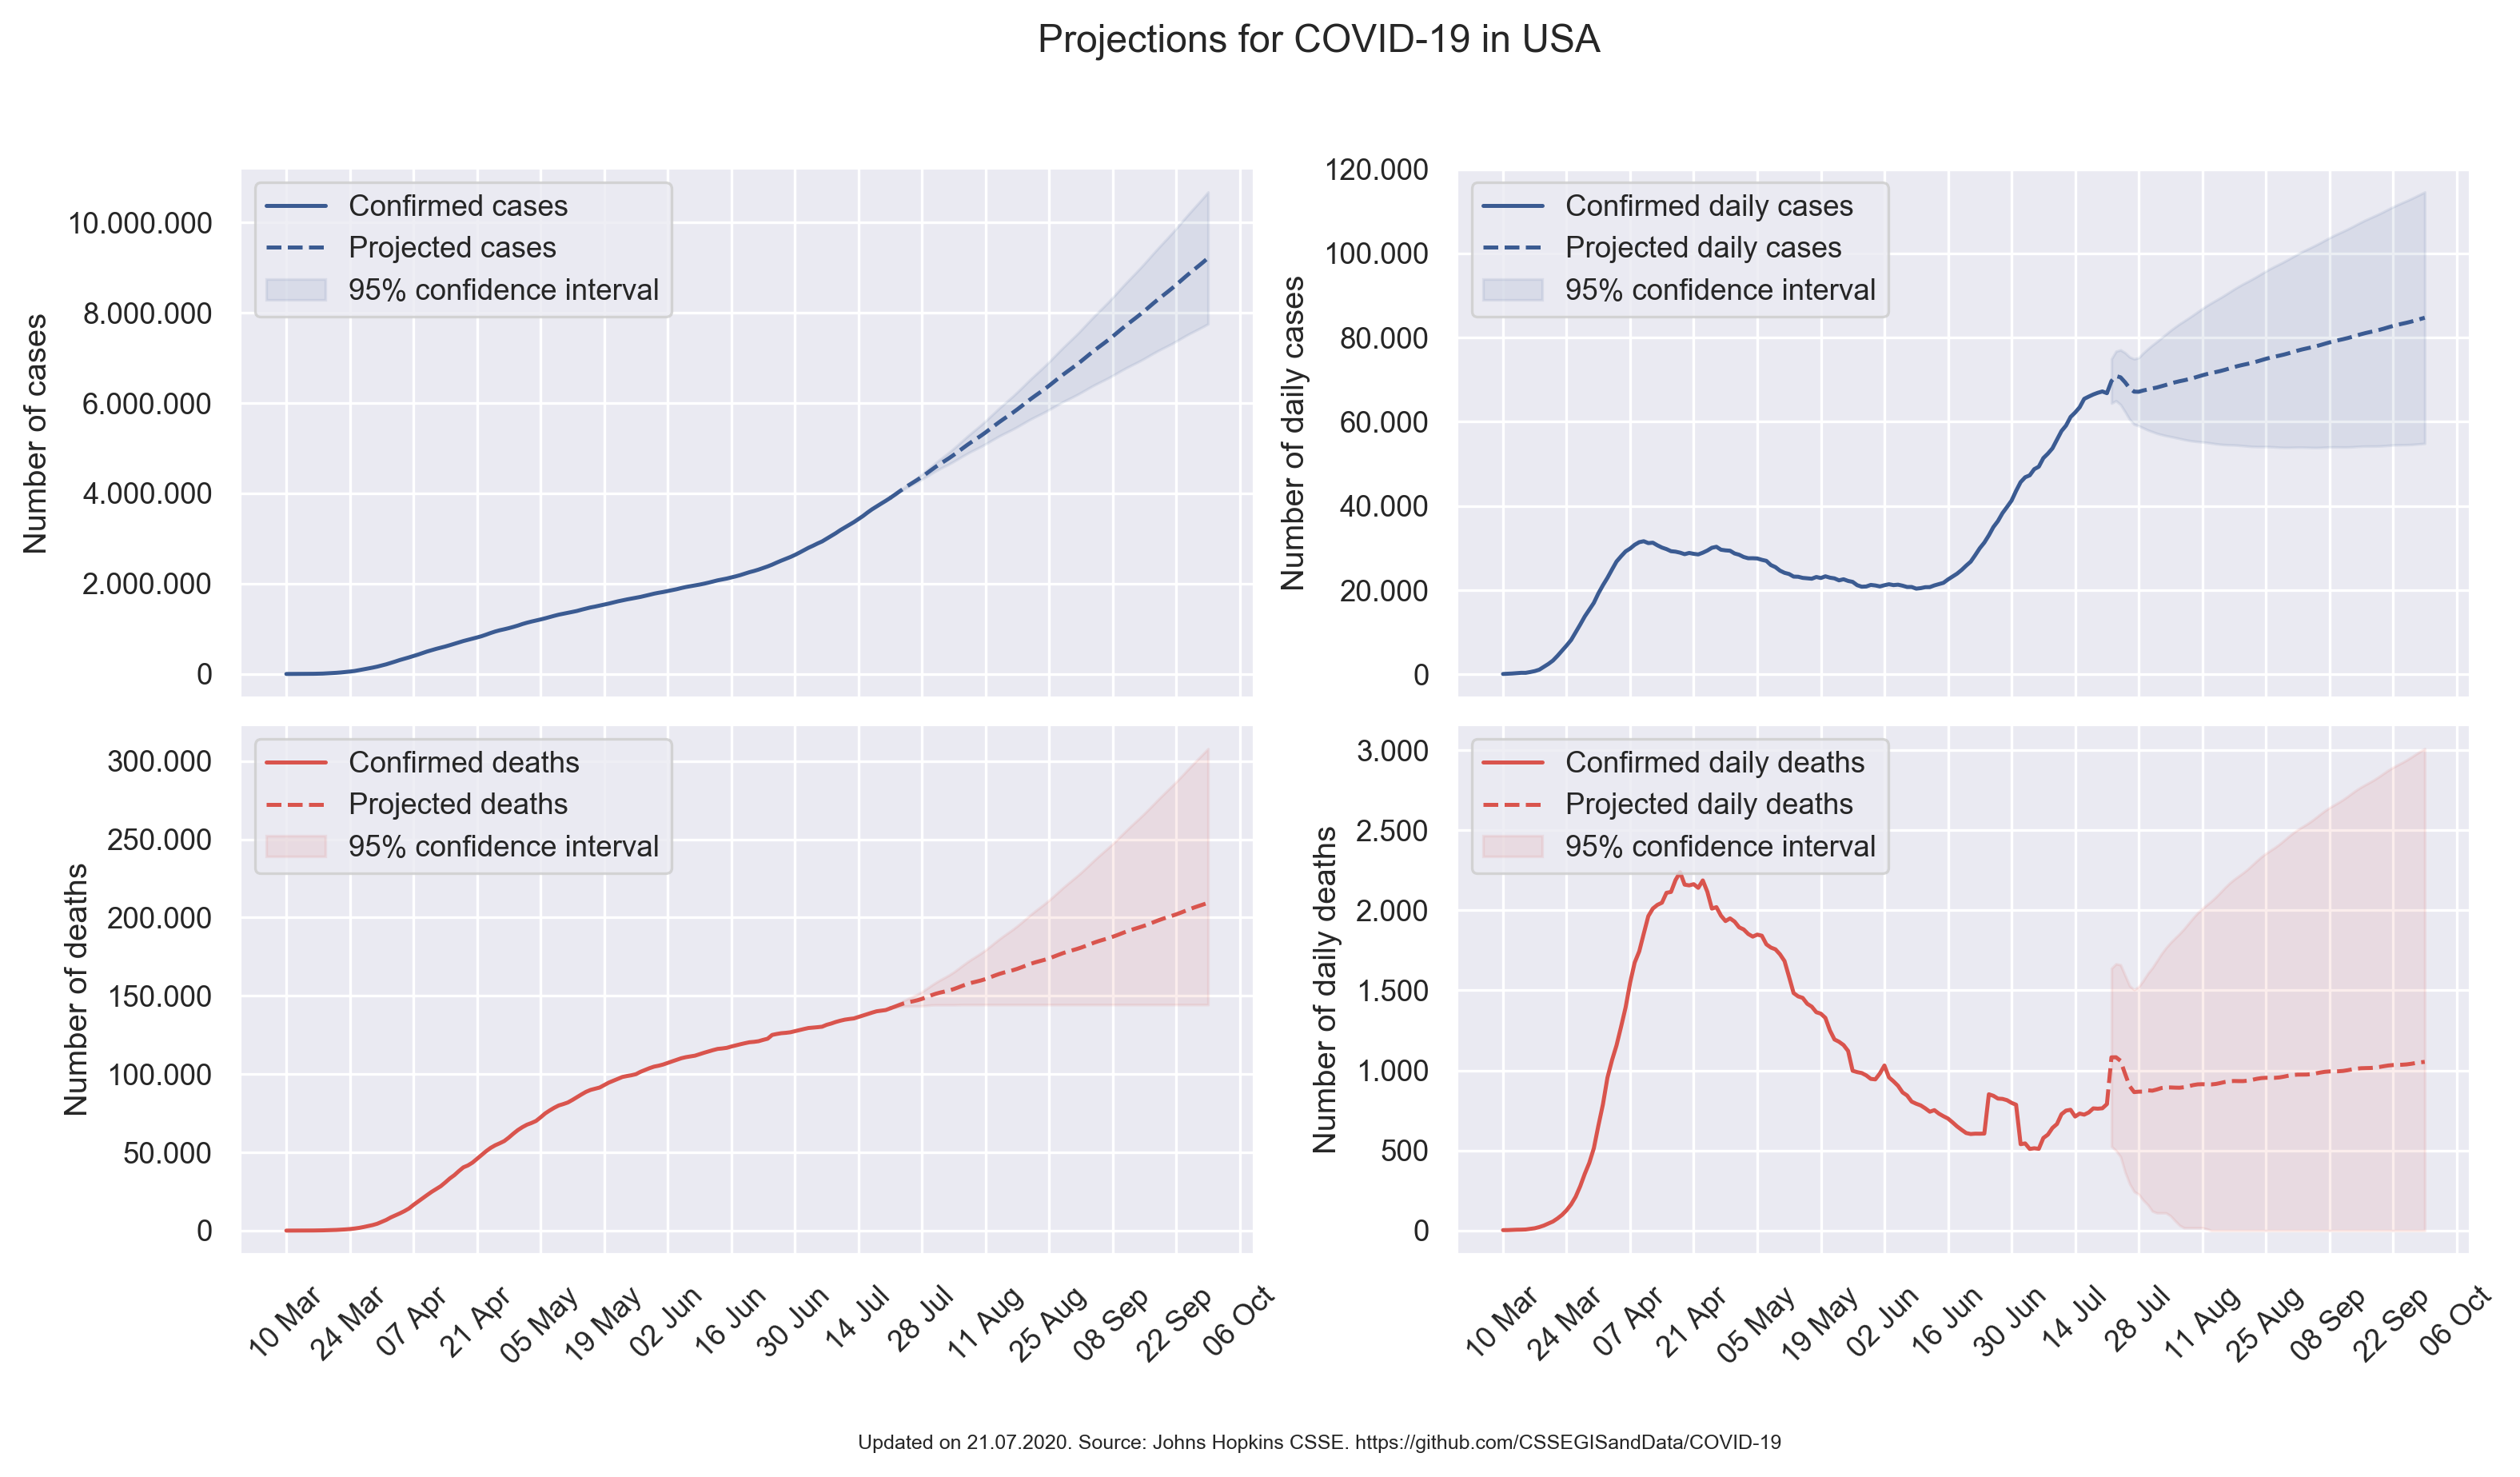 Projections for COVID-19 in USA
Number of cases
10.000.000
8.000.000
6.000.000
4.000.000
2.000.000
0
Confirmed cases
Projected cases
95% confidence interval
Number of daily cases
120.000
100.000
80.000
60.000
40.000
20.000
0
Confirmed daily cases
Projected daily cases
95% confidence interval
Number of deaths
300.000
250.000
200.000
150.000
100.000
50.000
0
Confirmed deaths
Projected deaths
95% confidence interval
10 Mar
24 Mar
07 Apr
21 Apr
05 May
19 May
02 Jun
16 Jun
30 Jun
14 Jul
28 Jul
11 Aug
25 Aug
08 Sep
22 Sep
06 Oct
Number of daily deaths
3.000
2.500
2.000
1.500
1.000
500
0
Confirmed daily deaths
Projected daily deaths
95% confidence interval
10 Mar
24 Mar
07 Apr
21 Apr
05 May
19 May
02 Jun
16 Jun
30 Jun
14 Jul
28 Jul
11 Aug
25 Aug
08 Sep
22 Sep
06 Oct
Updated on 21.07.2020. Source: Johns Hopkins CSSE. https://github.com/CSSEGISandData/COVID-19